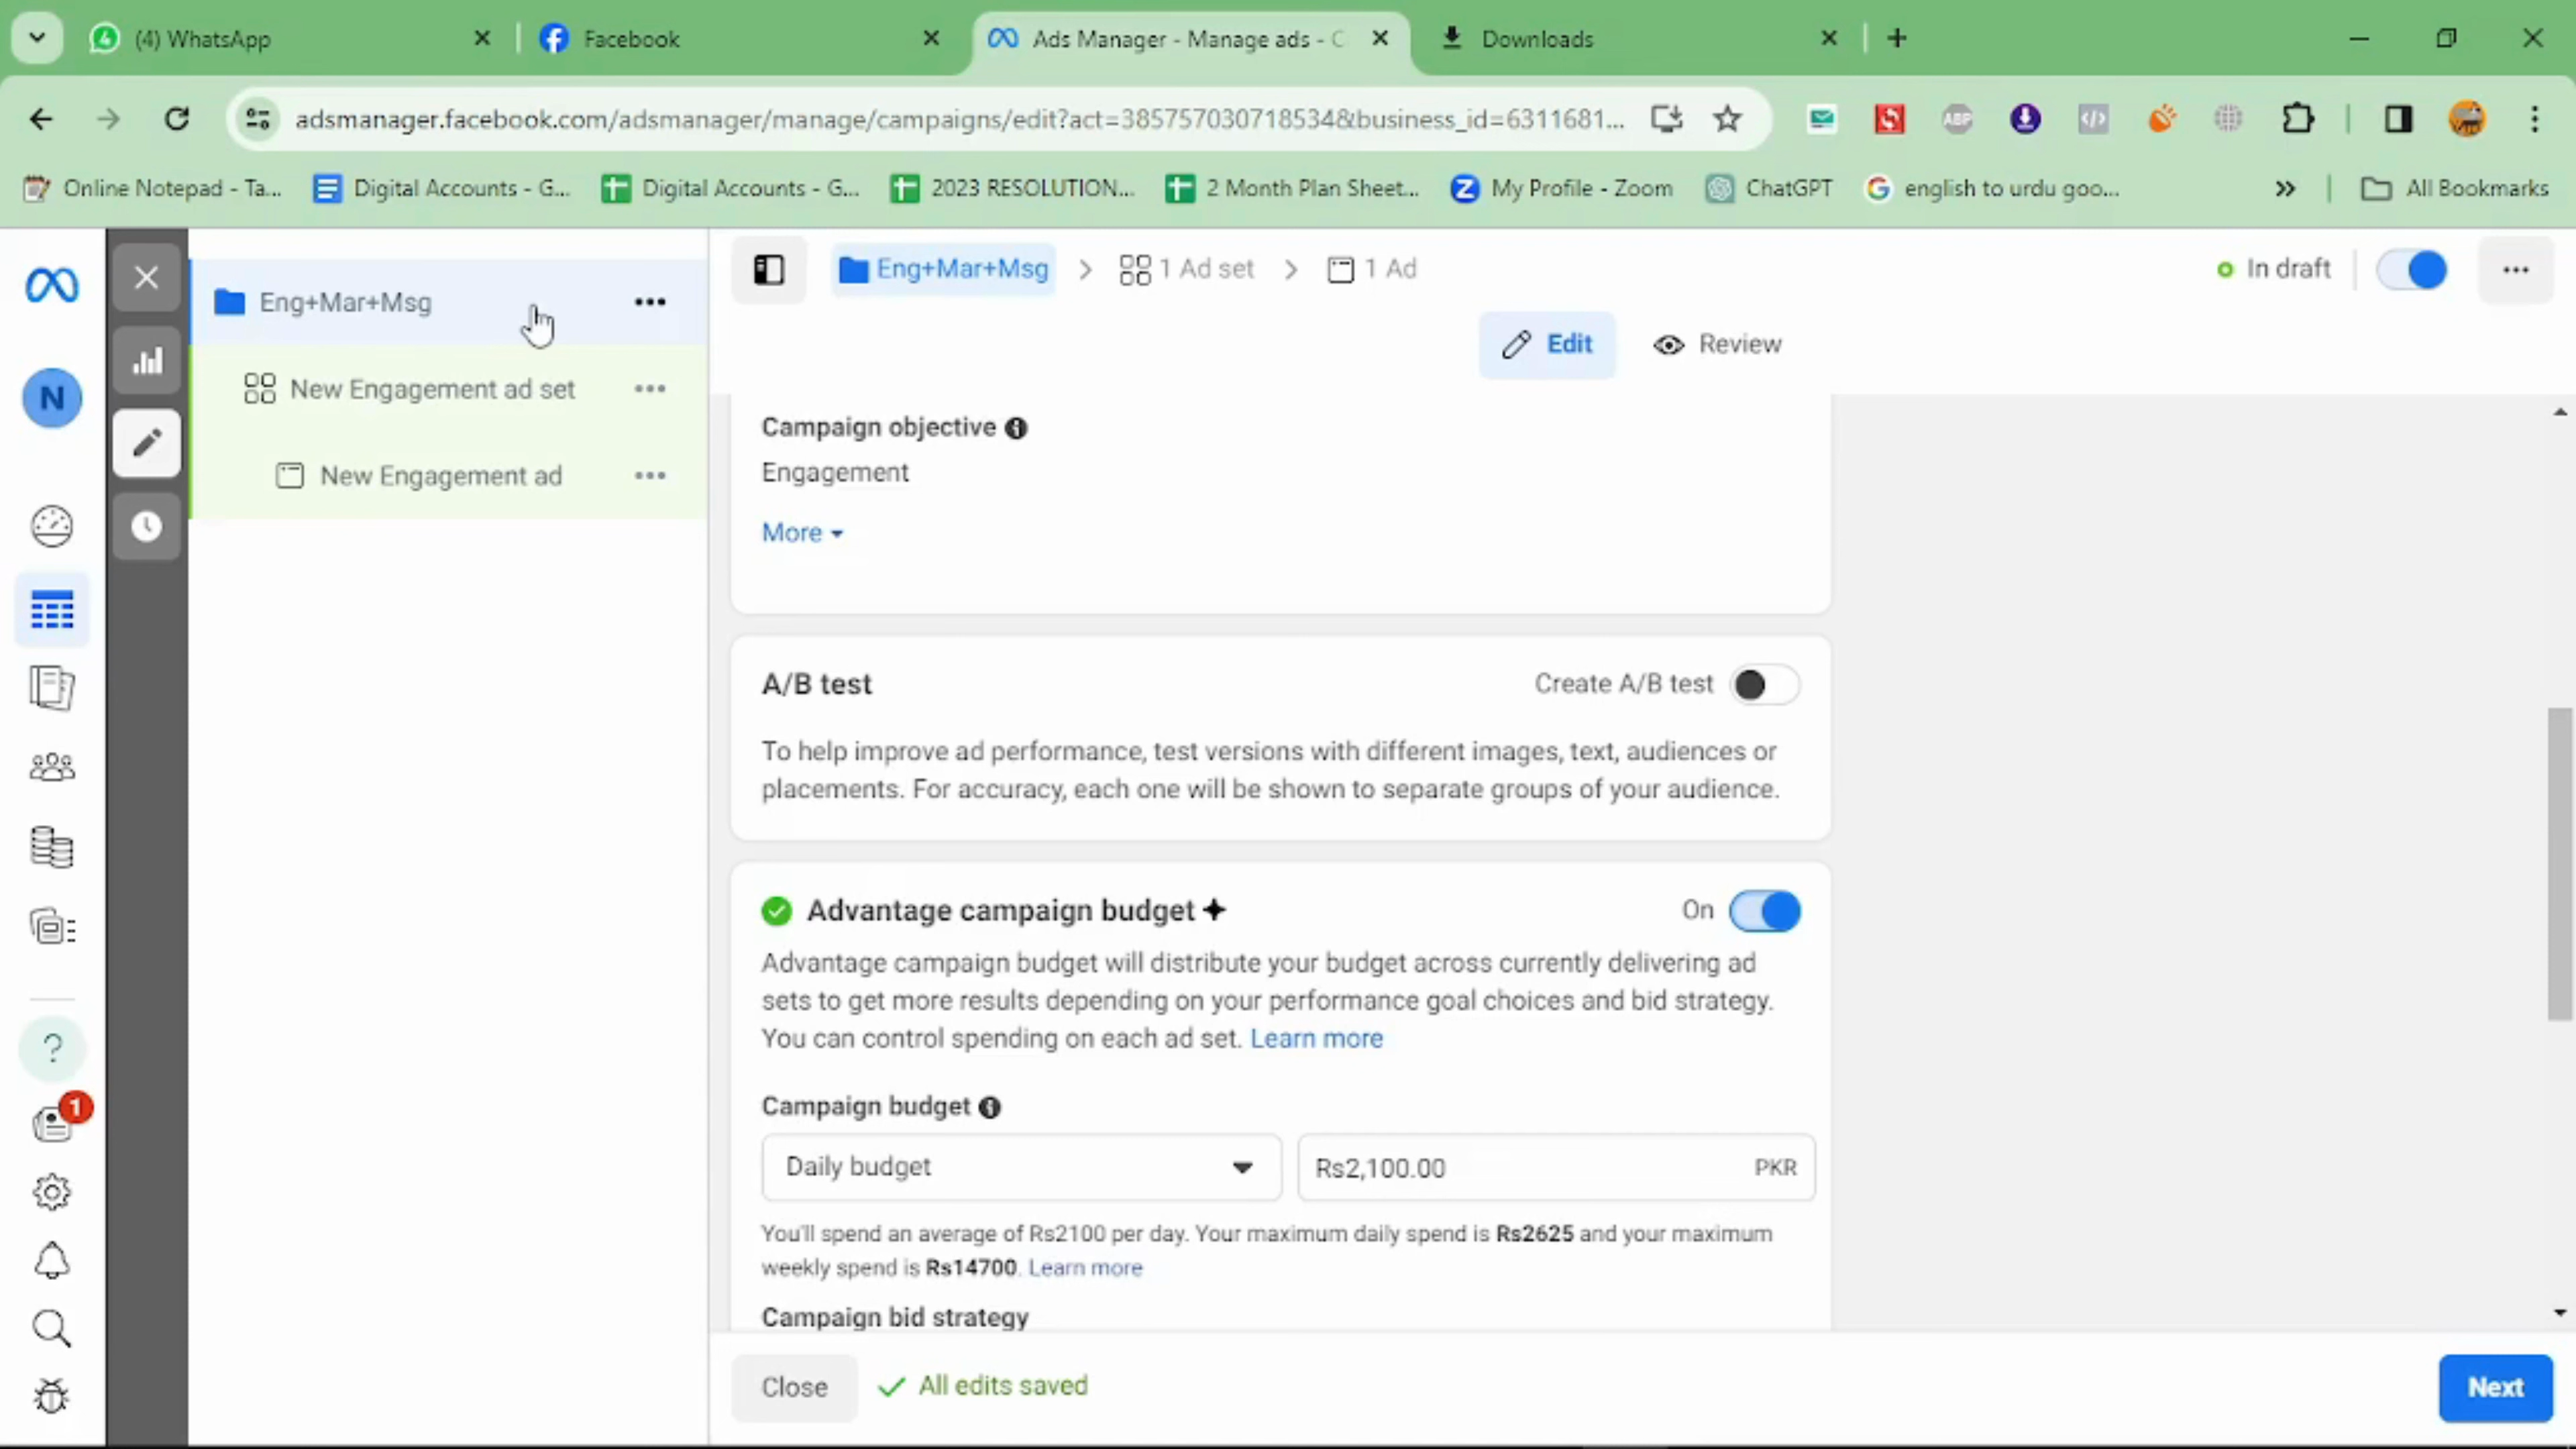 (4) WhatsApp
Facebook
Ads Manager - Manage ads - C
Downloads
adsmanager.facebook.com/adsmanager/manage/campaigns/edit?act=385757030718534&business_id=6311681...
ABP
Online Notepad - Ta...
Digital Accounts - G...
Digital Accounts - G...
2023 RESOLUTION...
2 Month Plan Sheet...
My Profile - Zoom
ChatGPT
english to urdu goo...
All Bookmarks
Eng+Mar+Msg
New Engagement ad set
New Engagement ad
N
1
Eng+Mar+Msg
1 Ad set
1 Ad
In draft
Edit
Review
Campaign objective
Engagement
More
A/B test
Create A/B test
To help improve ad performance, test versions with different images, text, audiences or
placements. For accuracy, each one will be shown to separate groups of your audience.
Advantage campaign budget
On
Advantage campaign budget will distribute your budget across currently delivering ad
sets to get more results depending on your performance goal choices and bid strategy.
You can control spending on each ad set. Learn more
Campaign budget
Daily budget
Rs2,100.00
PKR
You'll spend an average of Rs2100 per day. Your maximum daily spend is Rs2625 and your maximum
weekly spend is Rs14700. Learn more
Campaign bid strategy
Close
All edits saved
Next